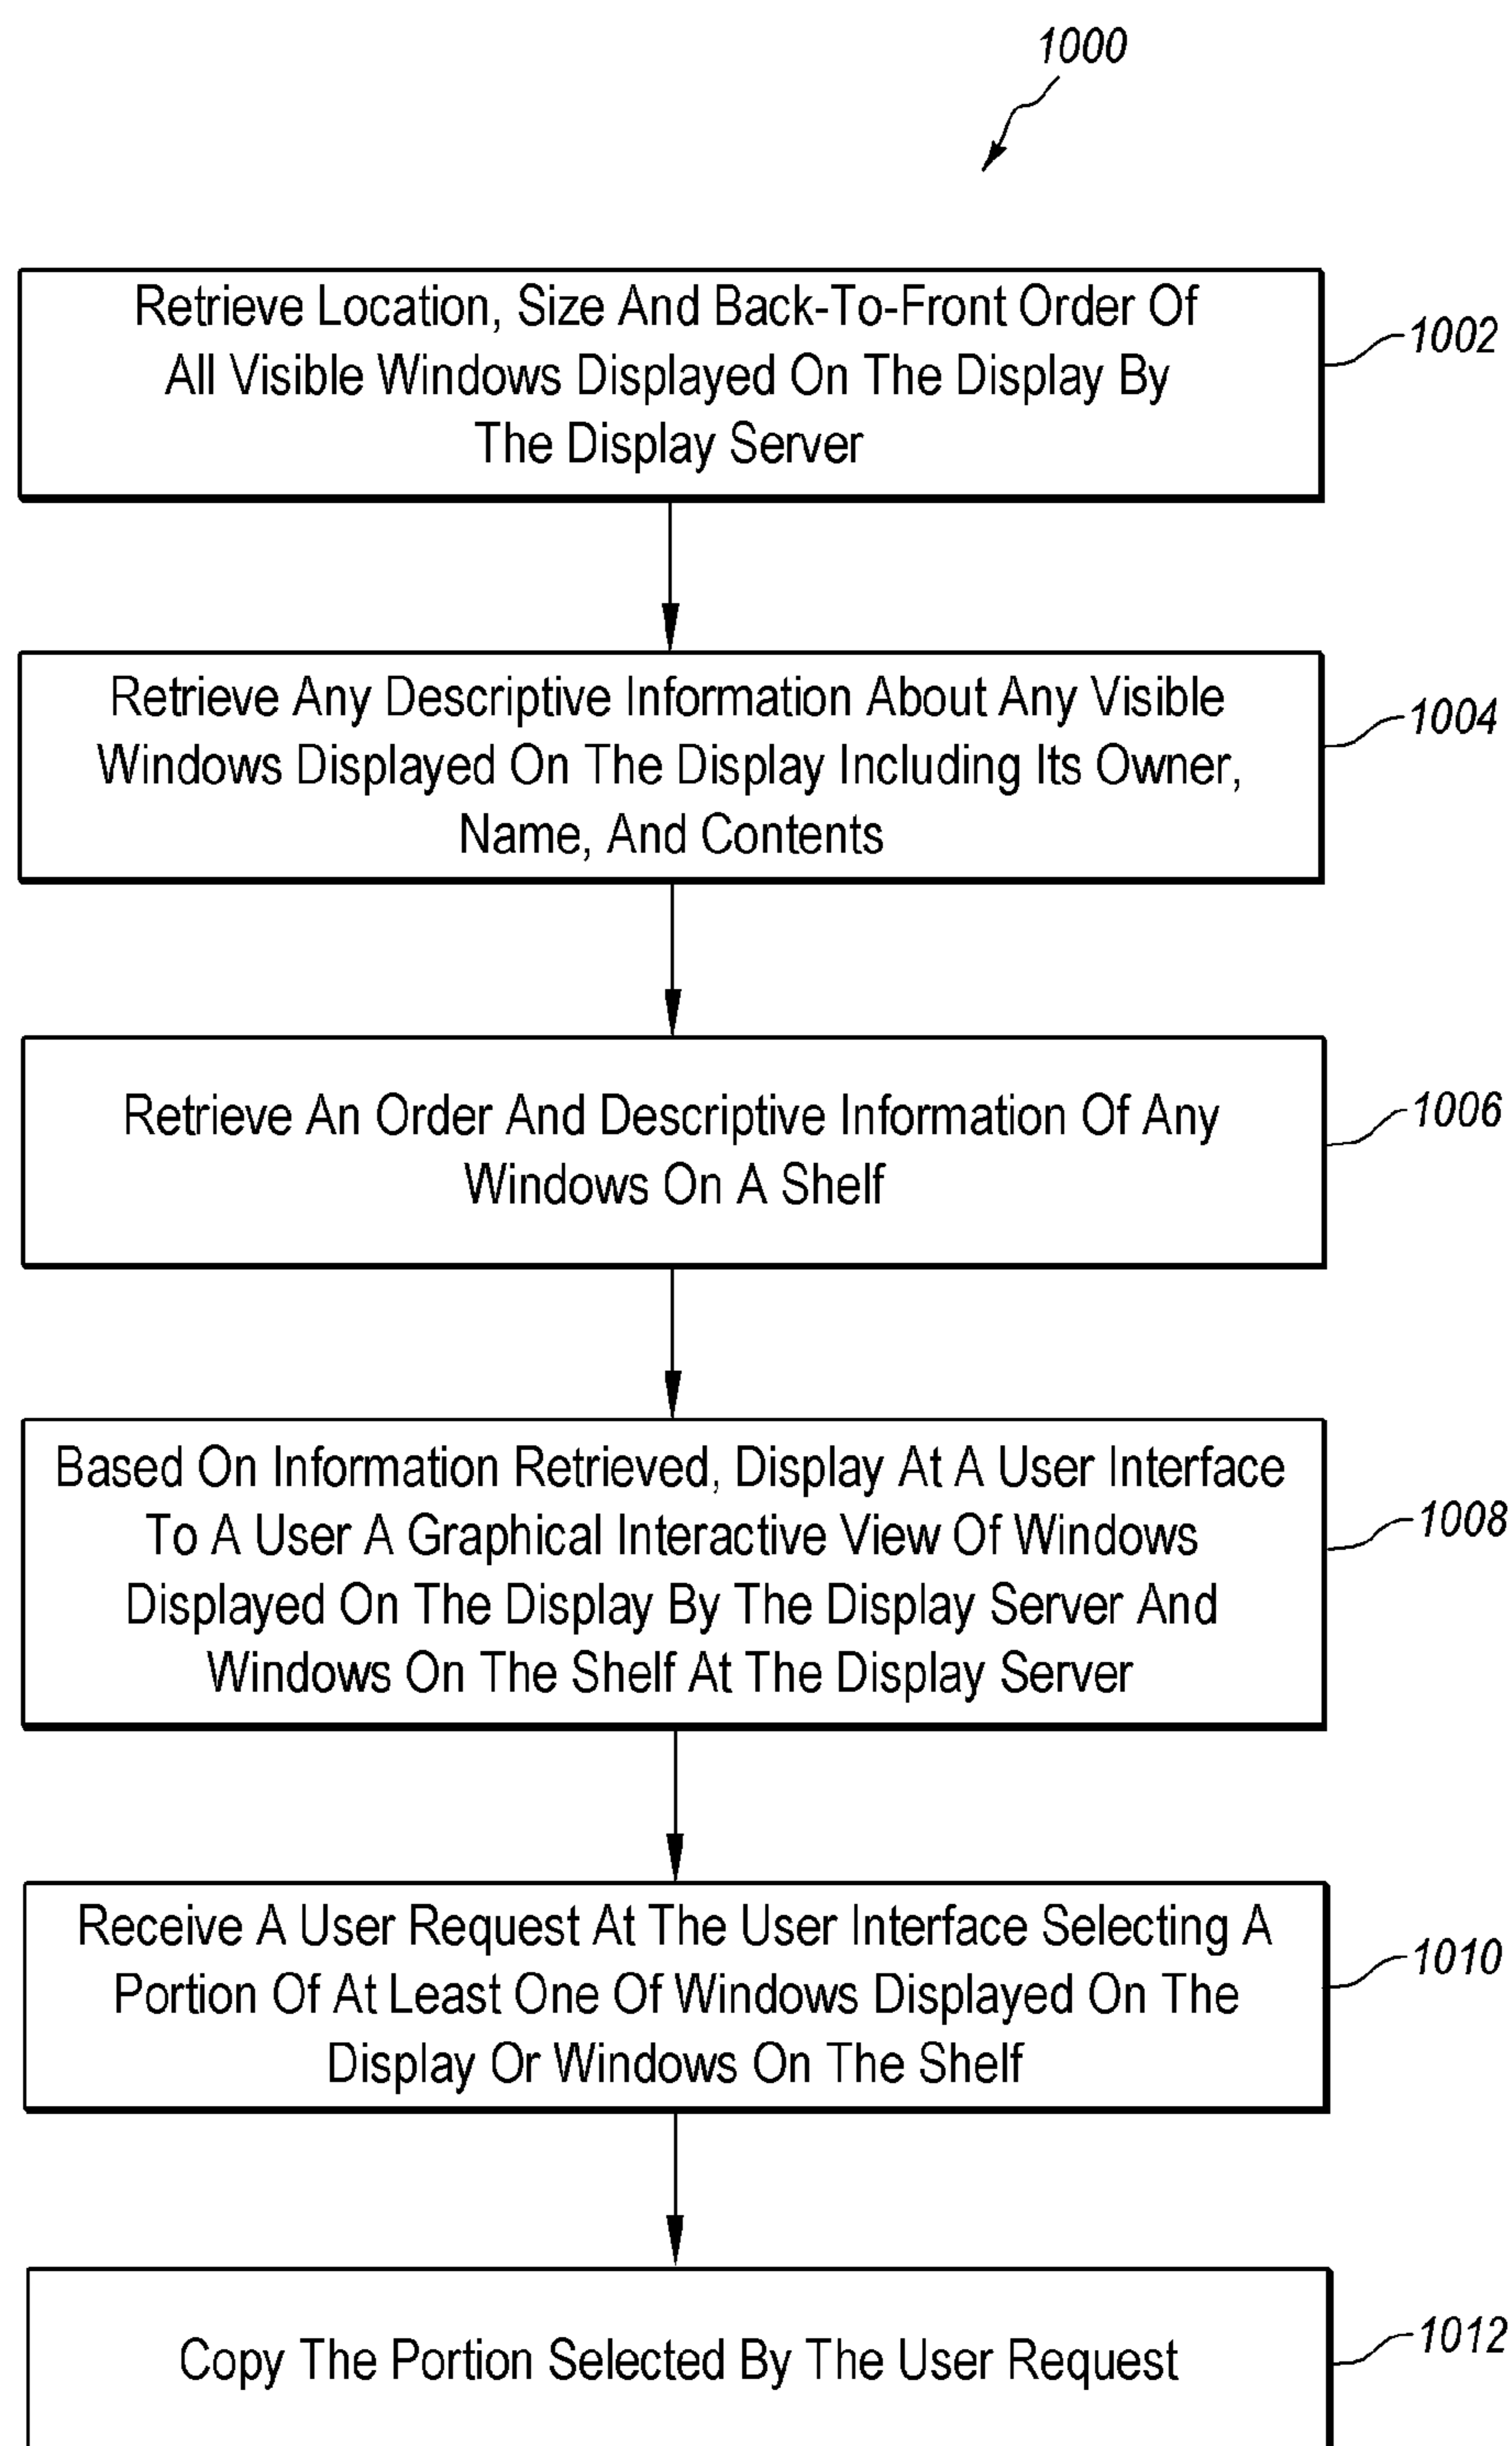 1000
Retrieve Location, Size And Back-To-Front Order Of
All Visible Windows Displayed On The Display By
The Display Server
1002
Retrieve Any Descriptive Information About Any Visible
Windows Displayed On The Display Including Its Owner,
Name, And Contents
1004
Retrieve An Order And Descriptive Information Of Any
Windows On A Shelf
1006
Based On Information Retrieved, Display At A User Interface
To A User A Graphical Interactive View Of Windows
Displayed On The Display By The Display Server And
Windows On The Shelf At The Display Server
1008
Receive A User Request At The User Interface Selecting A
Portion Of At Least One Of Windows Displayed On The
Display Or Windows On The Shelf
1010
Copy The Portion Selected By The User Request
1012